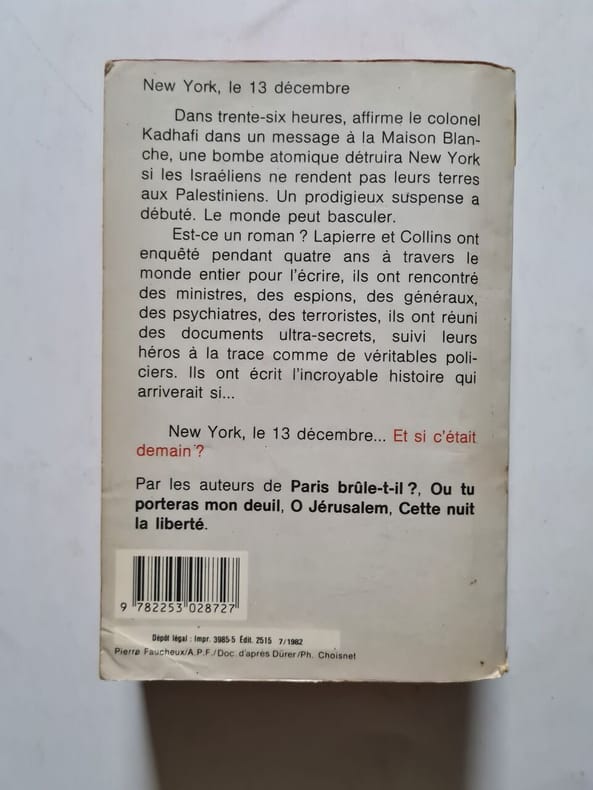 New York, le 13 décembre
Dans trente-six heures, affirme le colonel
Kadhafi dans un message à la Maison Blan-
che, une bombe atomique détruira New York
si les Israéliens ne rendent pas leurs terres
aux Palestiniens. Un prodigieux suspense a
débuté. Le monde peut basculer.
Est-ce un roman ? Lapierre et Collins ont
enquêté pendant quatre ans à travers le
monde entier pour l'écrire, ils ont rencontré
des ministres, des espions, des généraux,
des psychiatres, des terroristes, ils ont réuni
des documents ultra-secrets, suivi leurs
héros à la trace comme de véritables poli-
ciers. Ils ont écrit l'incroyable histoire qui
arriverait si...
New York, le 13 décembre... Et si c'était
demain ?
Par les auteurs de Paris brûle-t-il ?, Ou tu
porteras mon deuil, O Jérusalem, Cette nuit
la liberté.
9 782253 028727
Dépôt légal : Impr. 3985-5 Édit. 2515 7/1982
Pierre Faucheux/A.P.F./Doc. d'après Dürer/Ph. Choisnet